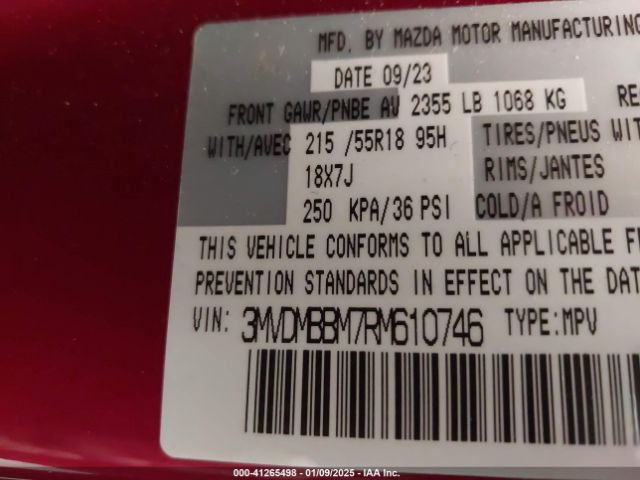 MFD. BY MAZDA MOTOR MANUFACTURING
DATE 09/23
FRONT GAWR/PNBE AV 2355 LB 1068 KG
WITH/AVEC 215 /55R18 95H TIRES/PNEUS WIT
18X7J RIMS/JANTES
250 KPA/36 PSI COLD/A FROID
THIS VEHICLE CONFORMS TO ALL APPLICABLE
PREVENTION STANDARDS IN EFFECT ON THE DAT
VIN: 3MVDMBBM7RM610746 TYPE:MPV
000-41265498 - 01/09/2025 - IAA Inc.